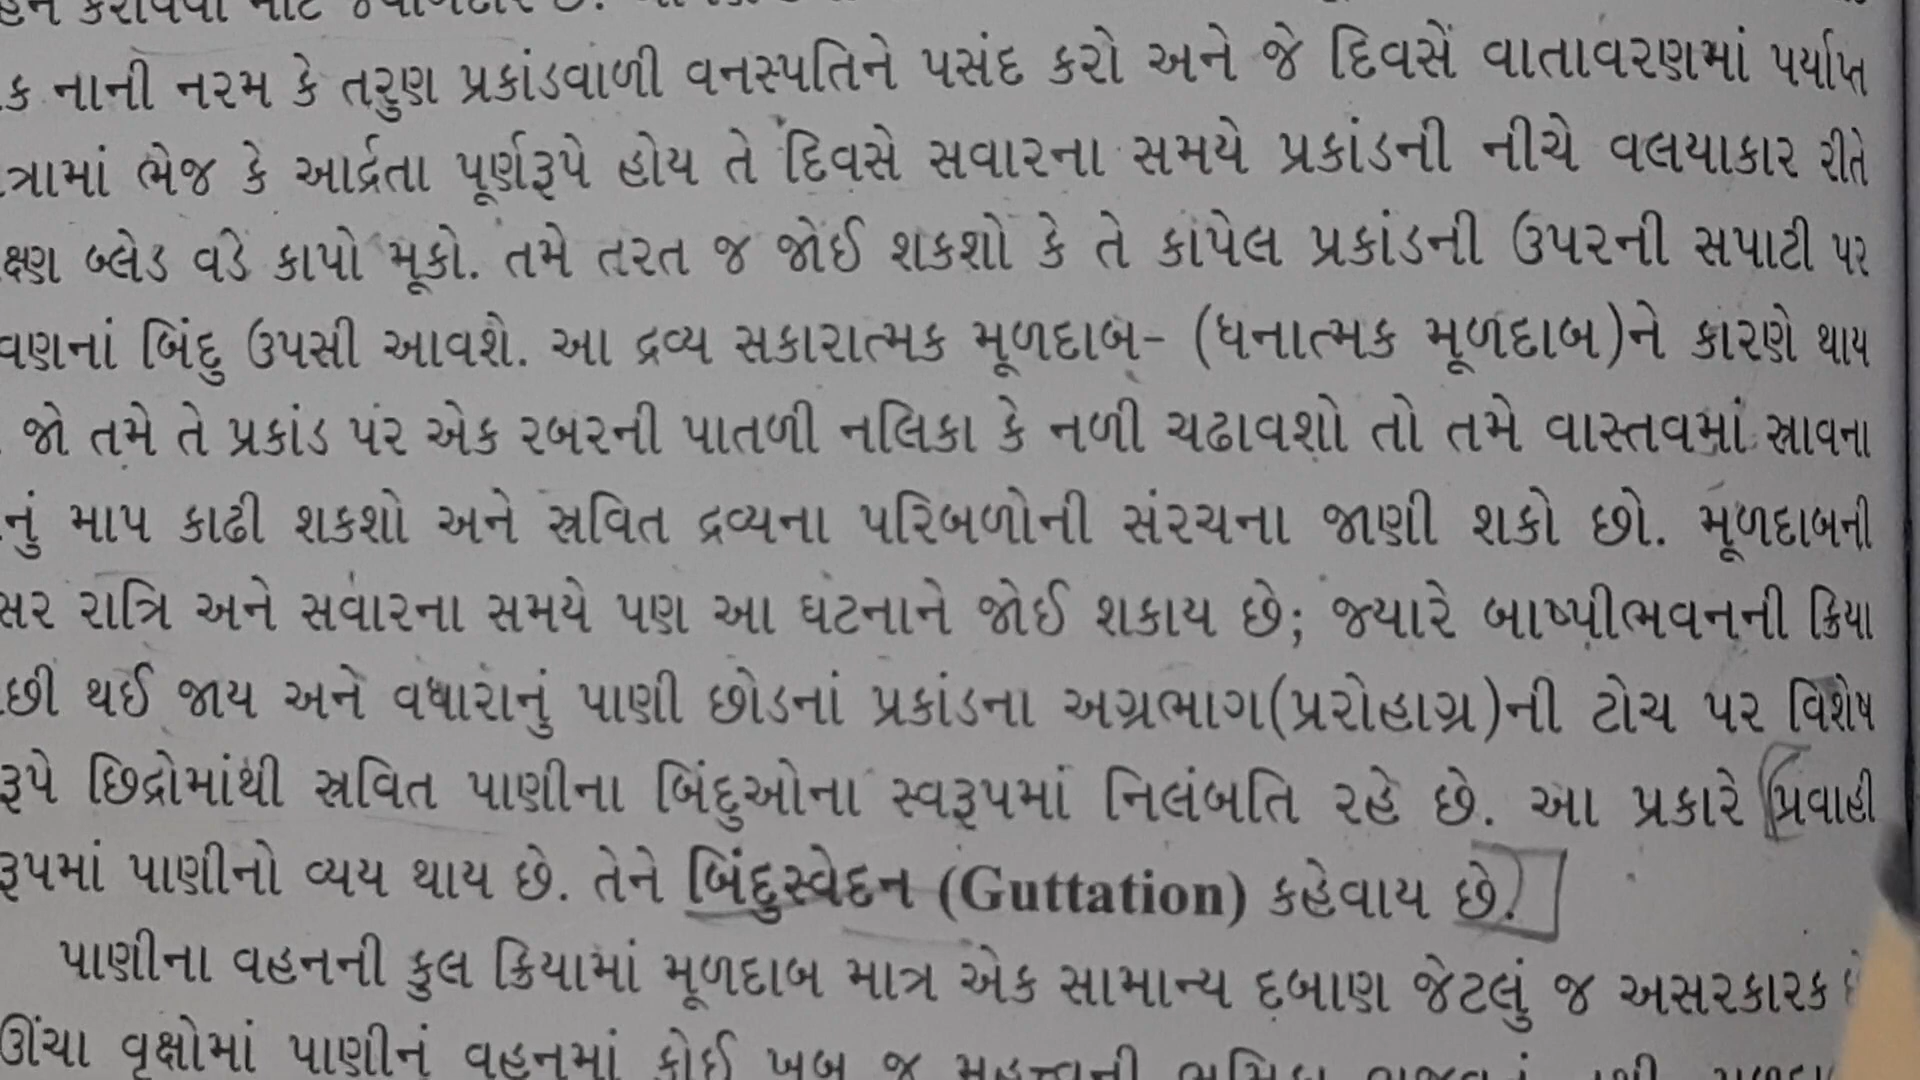 ક નાની નરમ કે તરુણ પ્રકાંડવાળી વનસ્પતિને પસંદ કરો અને જે દિવસે વાતાવરણમાં પર્યાપ્ત
ત્રામાં ભેજ કે આર્દ્રતા પૂર્ણરૂપે હોય તે દિવસે સવારના સમયે પ્રકાંડની નીચે વલયાકાર રીતે
ક્ષ્ણ બ્લેડ વડે કાપો મૂકો. તમે તરત જ જોઈ શકશો કે તે કાપેલ પ્રકાંડની ઉપરની સપાટી પર
વણનાં બિંદુ ઉપસી આવશે. આ દ્રવ્ય સકારાત્મક મૂળદાબ- (ધનાત્મક મૂળદાબ)ને કારણે થાય
જો તમે તે પ્રકાંડ પર એક રબરની પાતળી નલિકા કે નળી ચઢાવશો તો તમે વાસ્તવમાં સ્રાવના
નું માપ કાઢી શકશો અને સ્રવિત દ્રવ્યના પરિબળોની સંરચના જાણી શકો છો. મૂળદાબની
સર રાત્રિ અને સવારના સમયે પણ આ ઘટનાને જોઈ શકાય છે; જ્યારે બાષ્પીભવનની ક્રિયા
છી થઈ જાય અને વધારાનું પાણી છોડનાં પ્રકાંડના અગ્રભાગ(પ્રરોહાગ્ર)ની ટોચ પર વિશેષ
રૂપે છિદ્રોમાંથી સ્રવિત પાણીના બિંદુઓના સ્વરૂપમાં નિલંબતિ રહે છે. આ પ્રકારે પ્રવાહી
રૂપમાં પાણીનો વ્યય થાય છે. તેને બિંદુસ્વેદન (Guttation) કહેવાય છે.
પાણીના વહનની કુલ ક્રિયામાં મૂળદાબ માત્ર એક સામાન્ય દબાણ જેટલું જ અસરકારક
ઊંચા વૃક્ષોમાં પાણીનું વહનમાં કોઈ ખૂબ જ